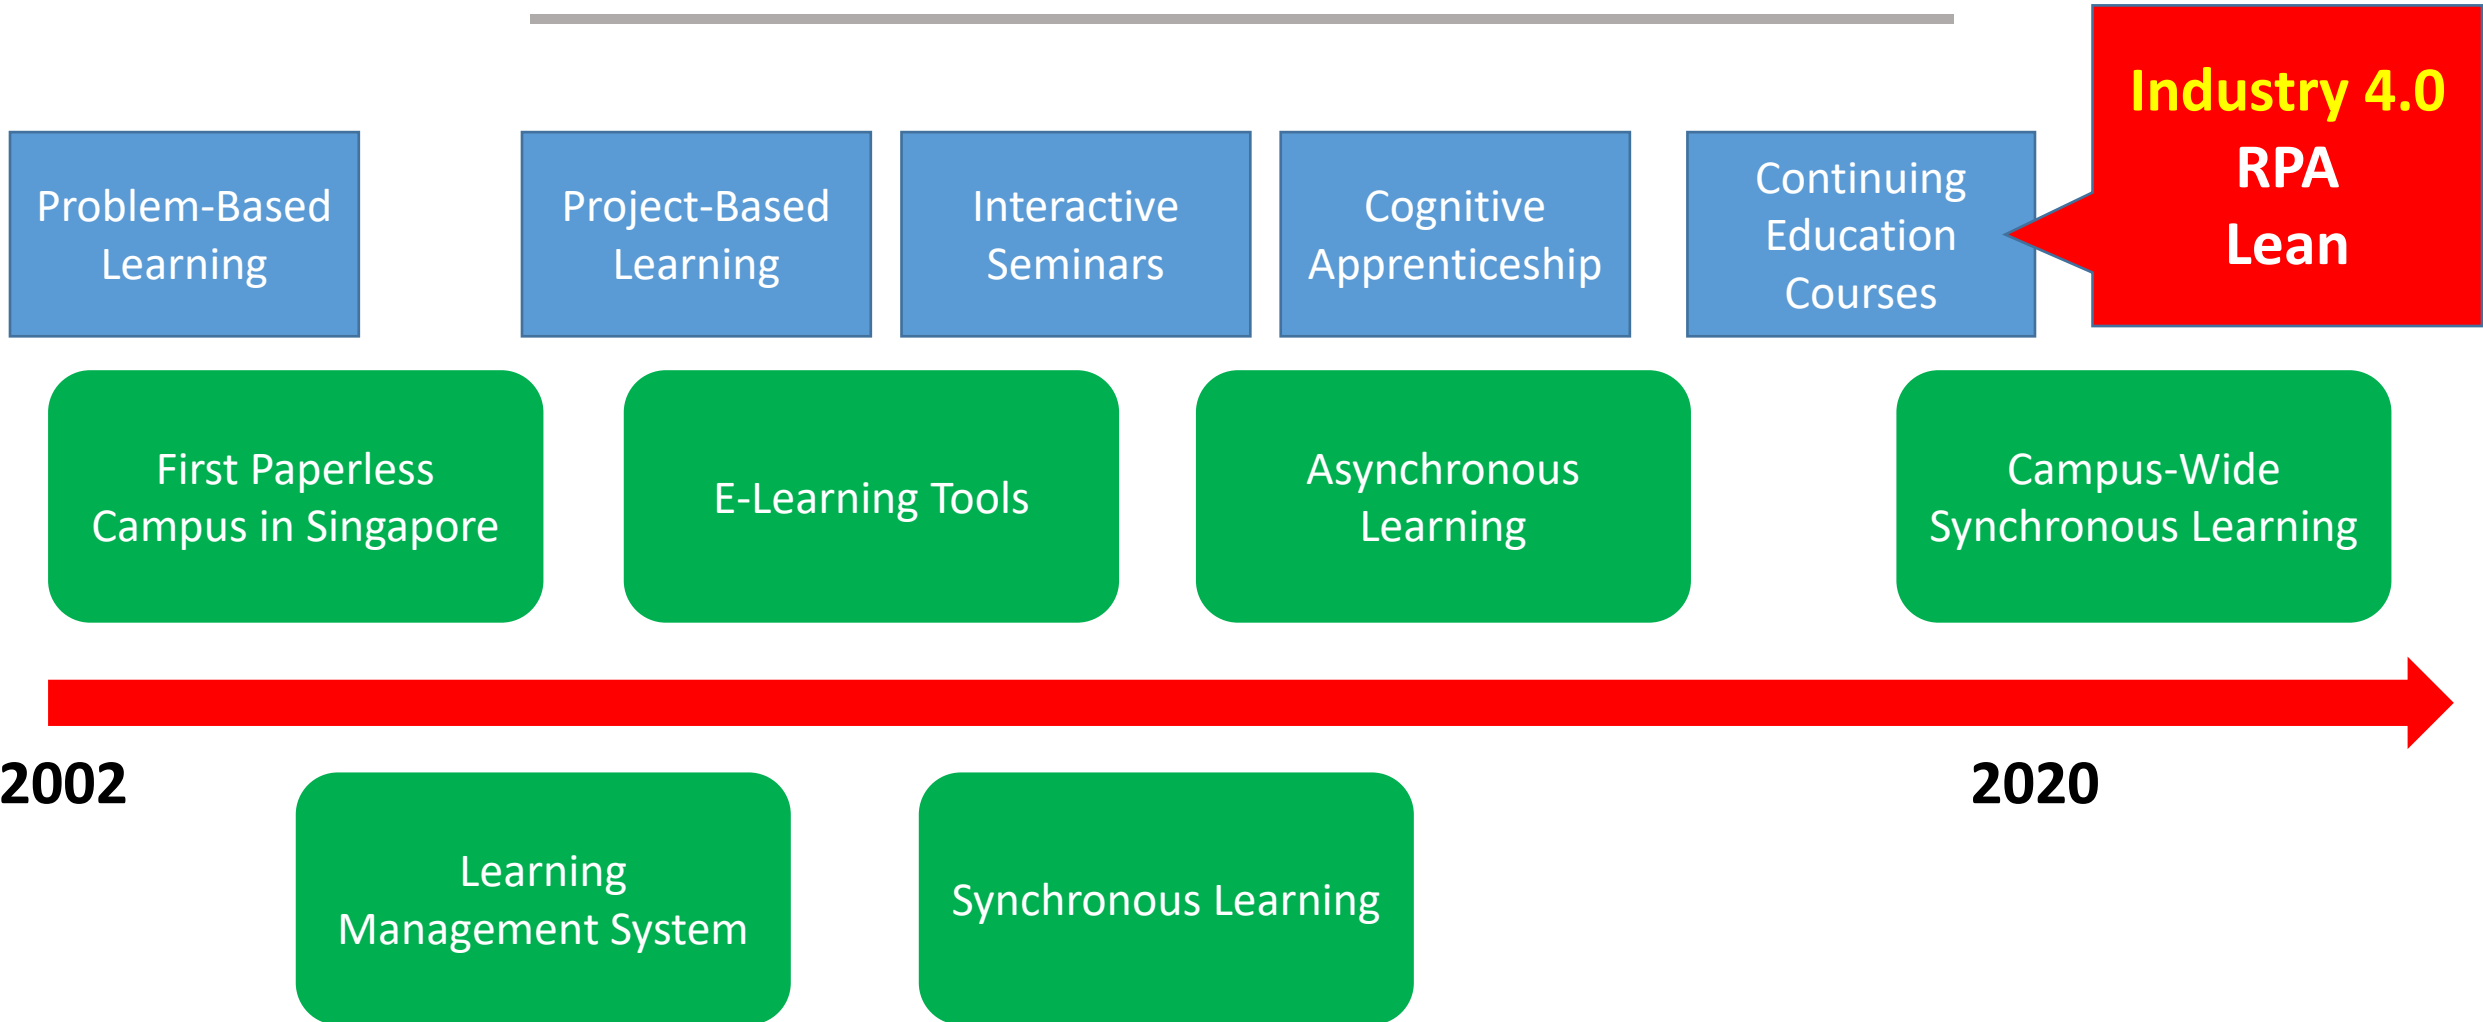 Industry 4.0
RPA
Lean
Problem-Based
Learning
Project-Based
Learning
Interactive
Seminars
Cognitive
Apprenticeship
Continuing
Education
Courses
First Paperless
Campus in Singapore
E-Learning Tools
Asynchronous
Learning
Campus-Wide
Synchronous Learning
2002
2020
Learning
Management System
Synchronous Learning